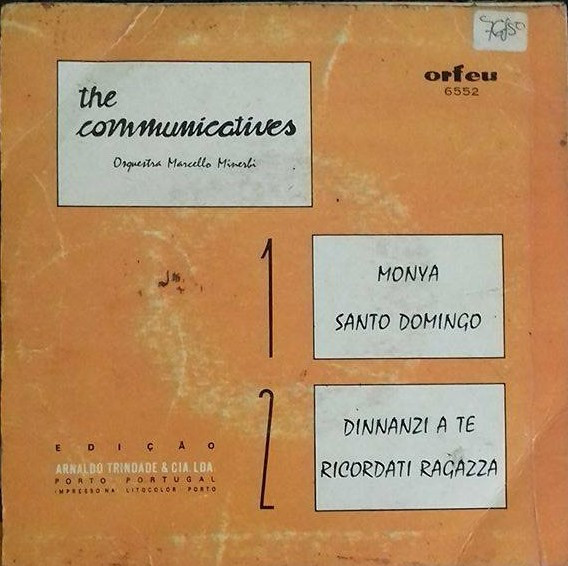 orfeu
6552
the
communicatives
Orquestra Marcello Minerbi
1
MONYA
SANTO DOMINGO
2
DINNANZI A TE
RICORDATI RAGAZZA
EDIÇÃO
ARNALDO TRINDADE & CIA. LDA
PORTO PORTUGAL
IMPRESSO NA LITOCOLOR PORTO